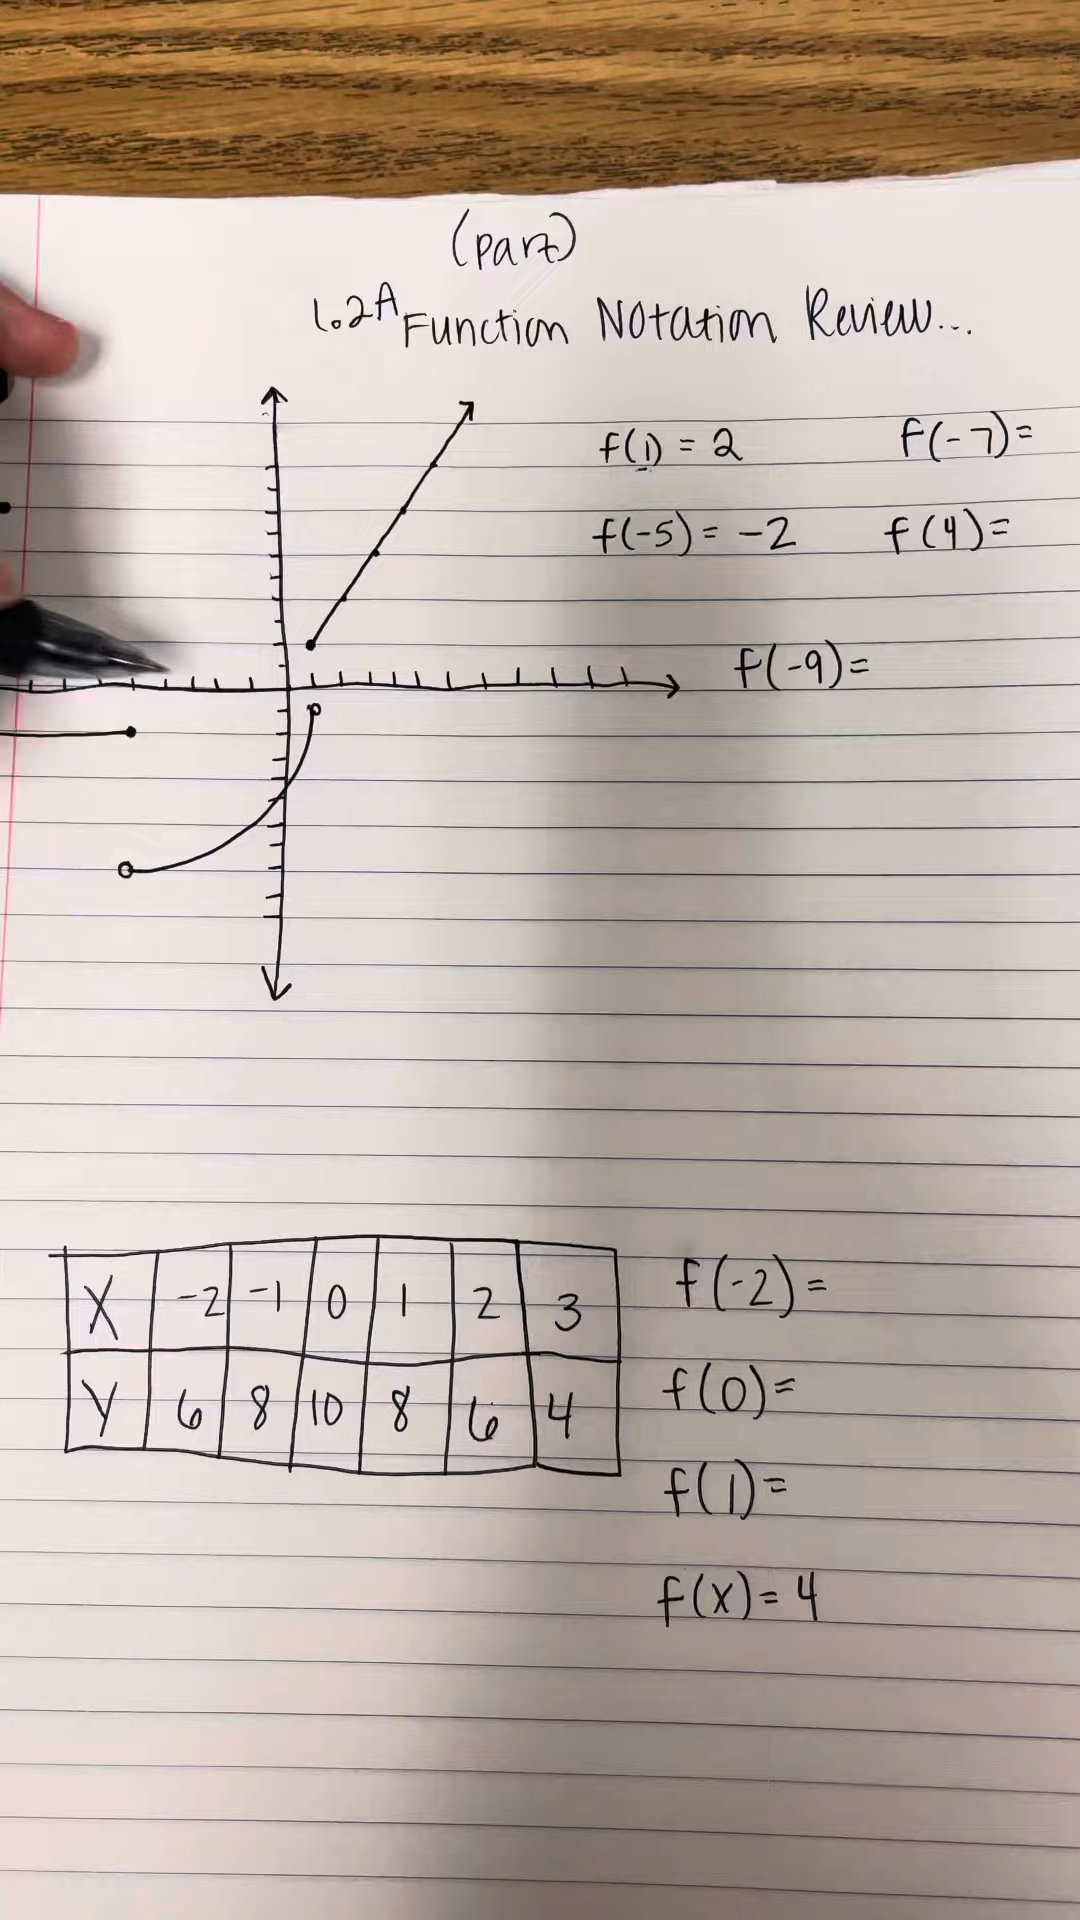 (part)
1.2A Function Notation Review...
f(1) = 2 f(-7)=
f(-5) = -2 f(4)=
f(-9)=
X -2 -1 0 1 2 3
Y 6 8 10 8 6 4
f(-2)=
f(0)=
f(1)=
f(x)=4